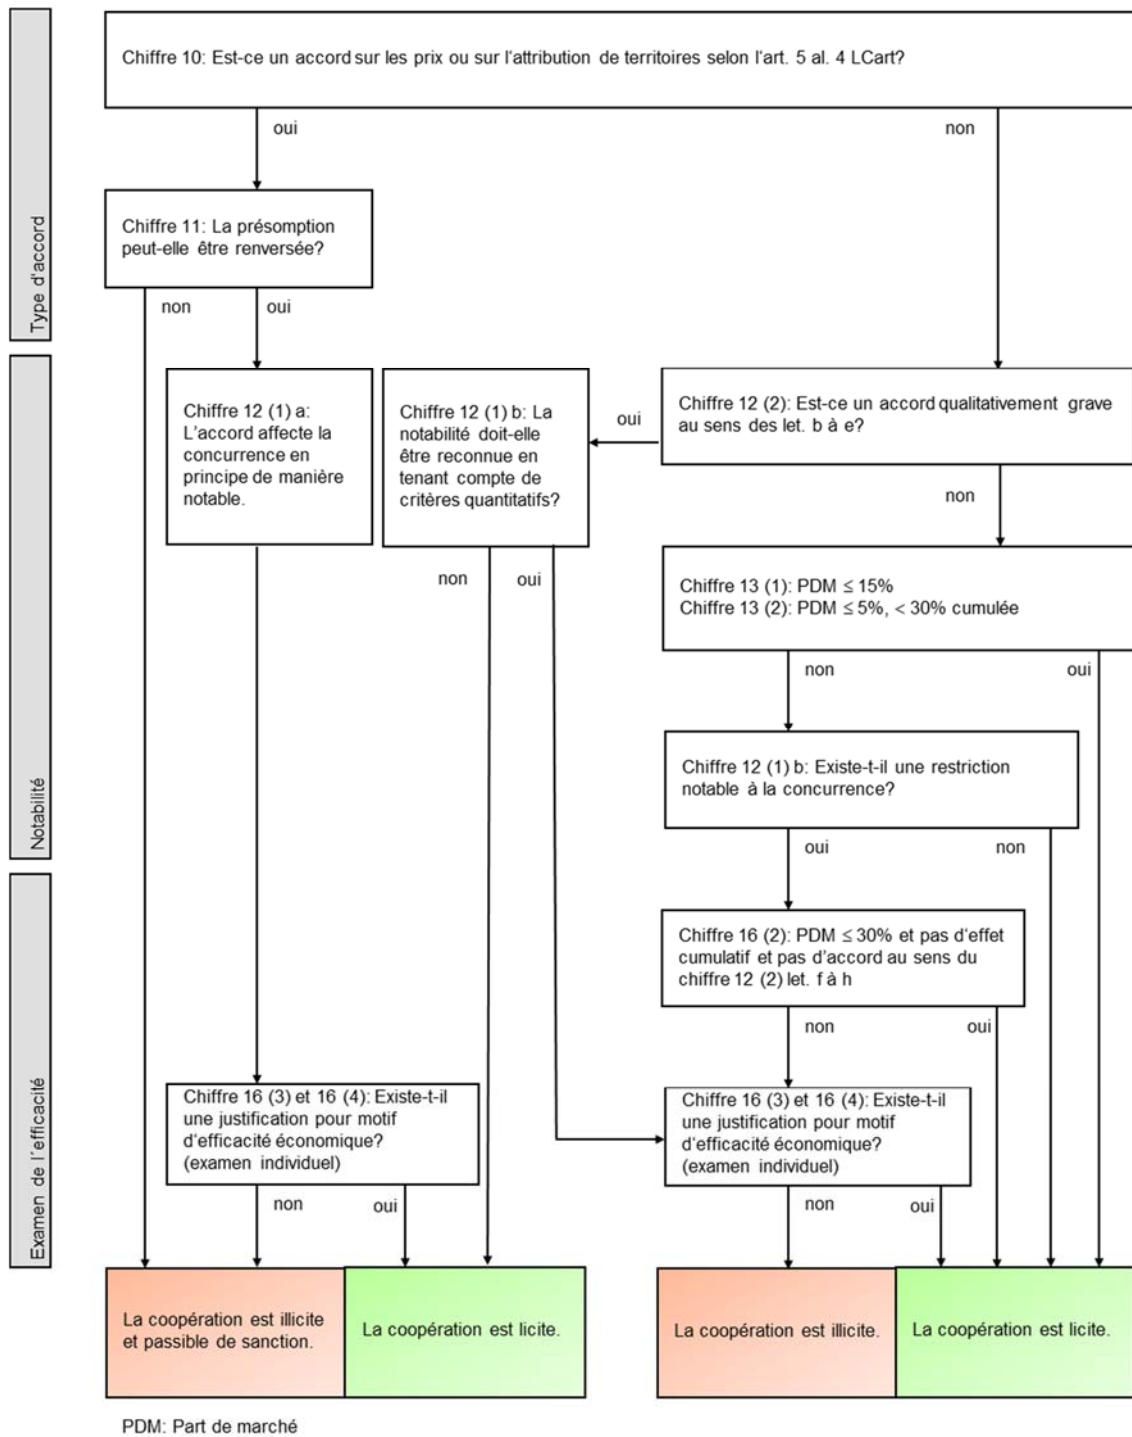 Chiffre 10: Est-ce un accord sur les prix ou sur l'attribution de territoires selon l'art. 5 al. 4 LCart?
oui
non
Type d'accord
Chiffre 11: La présomption
peut-elle être renversée?
non
oui
Notabilité
Chiffre 12 (1) a:
L'accord affecte la
concurrence en
principe de manière
notable.
Chiffre 12 (1) b: La
notabilité doit-elle
être reconnue en
tenant compte de
critères quantitatifs?
oui
Chiffre 12 (2): Est-ce un accord qualitativement grave
au sens des let. b à e?
non
non
oui
Chiffre 13 (1): PDM ≤ 15%
Chiffre 13 (2): PDM ≤ 5%, < 30% cumulée
non
oui
Chiffre 12 (1) b: Existe-t-il une restriction
notable à la concurrence?
oui
non
Examen de l´efficacité
Chiffre 16 (2): PDM ≤ 30% et pas d'effet
cumulatif et pas d'accord au sens du
chiffre 12 (2) let. f à h
non
oui
Chiffre 16 (3) et 16 (4): Existe-t-il
une justification pour motif
d'efficacité économique?
(examen individuel)
non
oui
Chiffre 16 (3) et 16 (4): Existe-t-il
une justification pour motif
d'efficacité économique?
(examen individuel)
non
oui
La coopération est illicite
et passible de sanction.
La coopération est licite.
La coopération est illicite.
La coopération est licite.
PDM: Part de marché